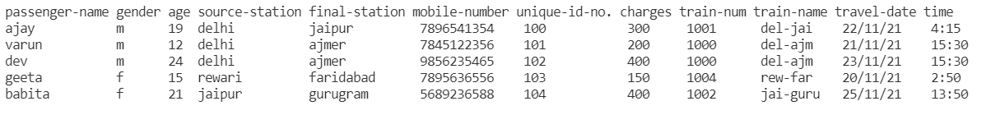 passenger-name gender age source-station final-station mobile-number unique-id-no. charges train-num train-name travel-date time
ajay m 19 delhi jaipur 7896541354 100 300 1001 del-jai 22/11/21 4:15
varun m 12 delhi ajmer 7845122356 101 200 1000 del-ajm 21/11/21 15:30
dev m 24 delhi ajmer 9856235465 102 400 1000 del-ajm 23/11/21 15:30
geeta f 15 rewari faridabad 7895636556 103 150 1004 rew-far 20/11/21 2:50
babita f 21 jaipur gurugram 5689236588 104 400 1002 jai-guru 25/11/21 13:50